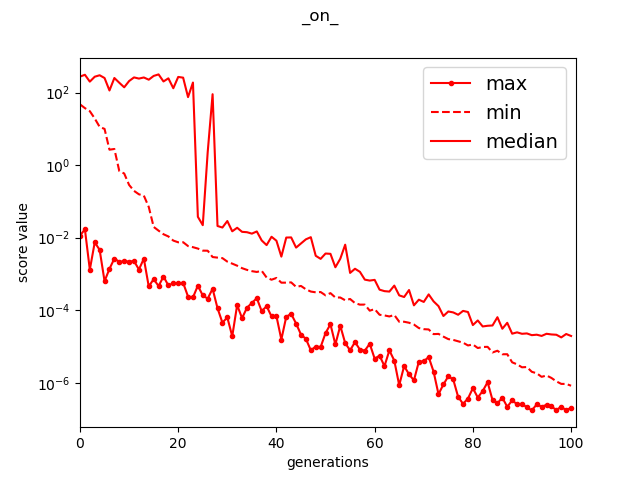 _on_
max
min
median
score value
10²
10⁰
10⁻²
10⁻⁴
10⁻⁶
0 20 40 60 80 100
generations